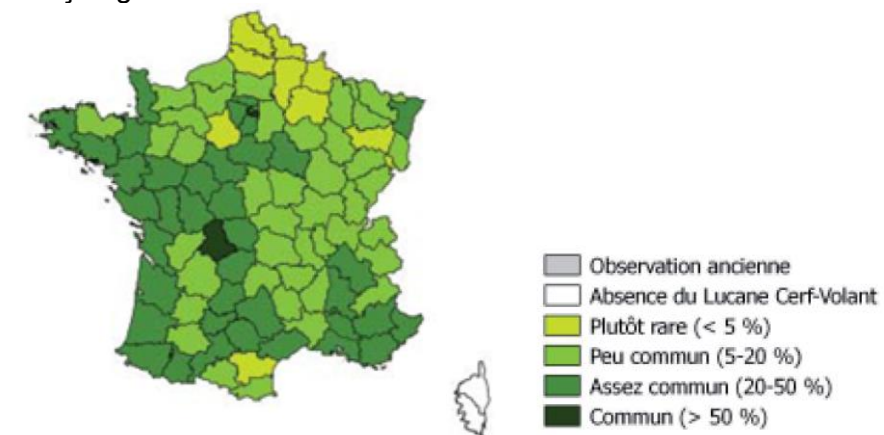 Observation ancienne
Absence du Lucane Cerf-Volant
Plutôt rare (< 5 %)
Peu commun (5-20 %)
Assez commun (20-50 %)
Commun (> 50 %)